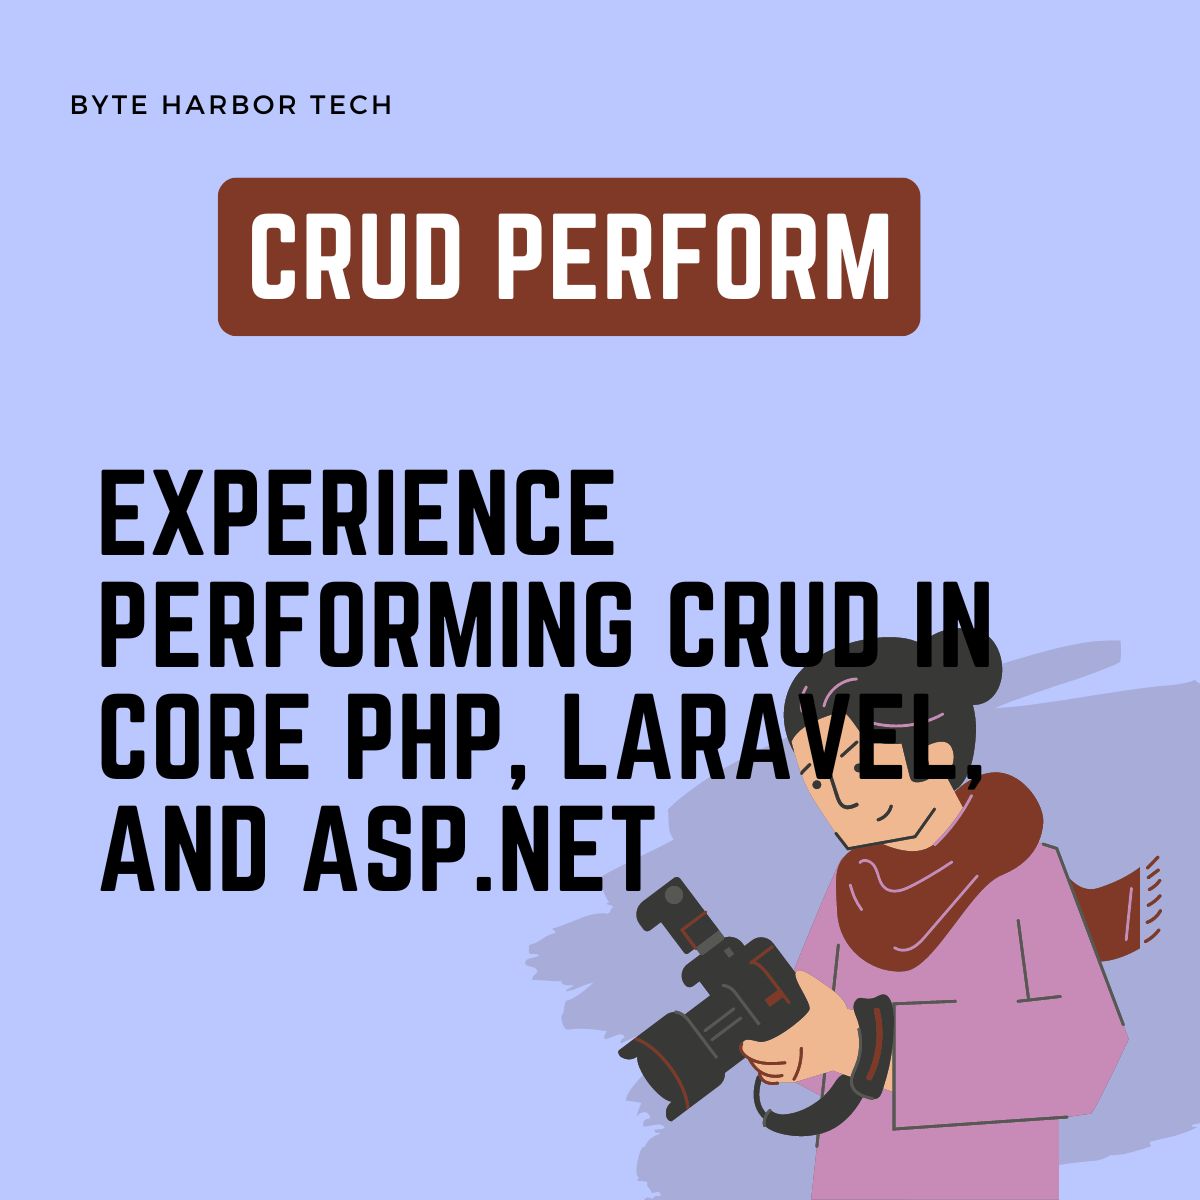 BYTE HARBOR TECH
CRUD PERFORM
EXPERIENCE
PERFORMING CRUD IN
CORE PHP, LARAVEL,
AND ASP.NET